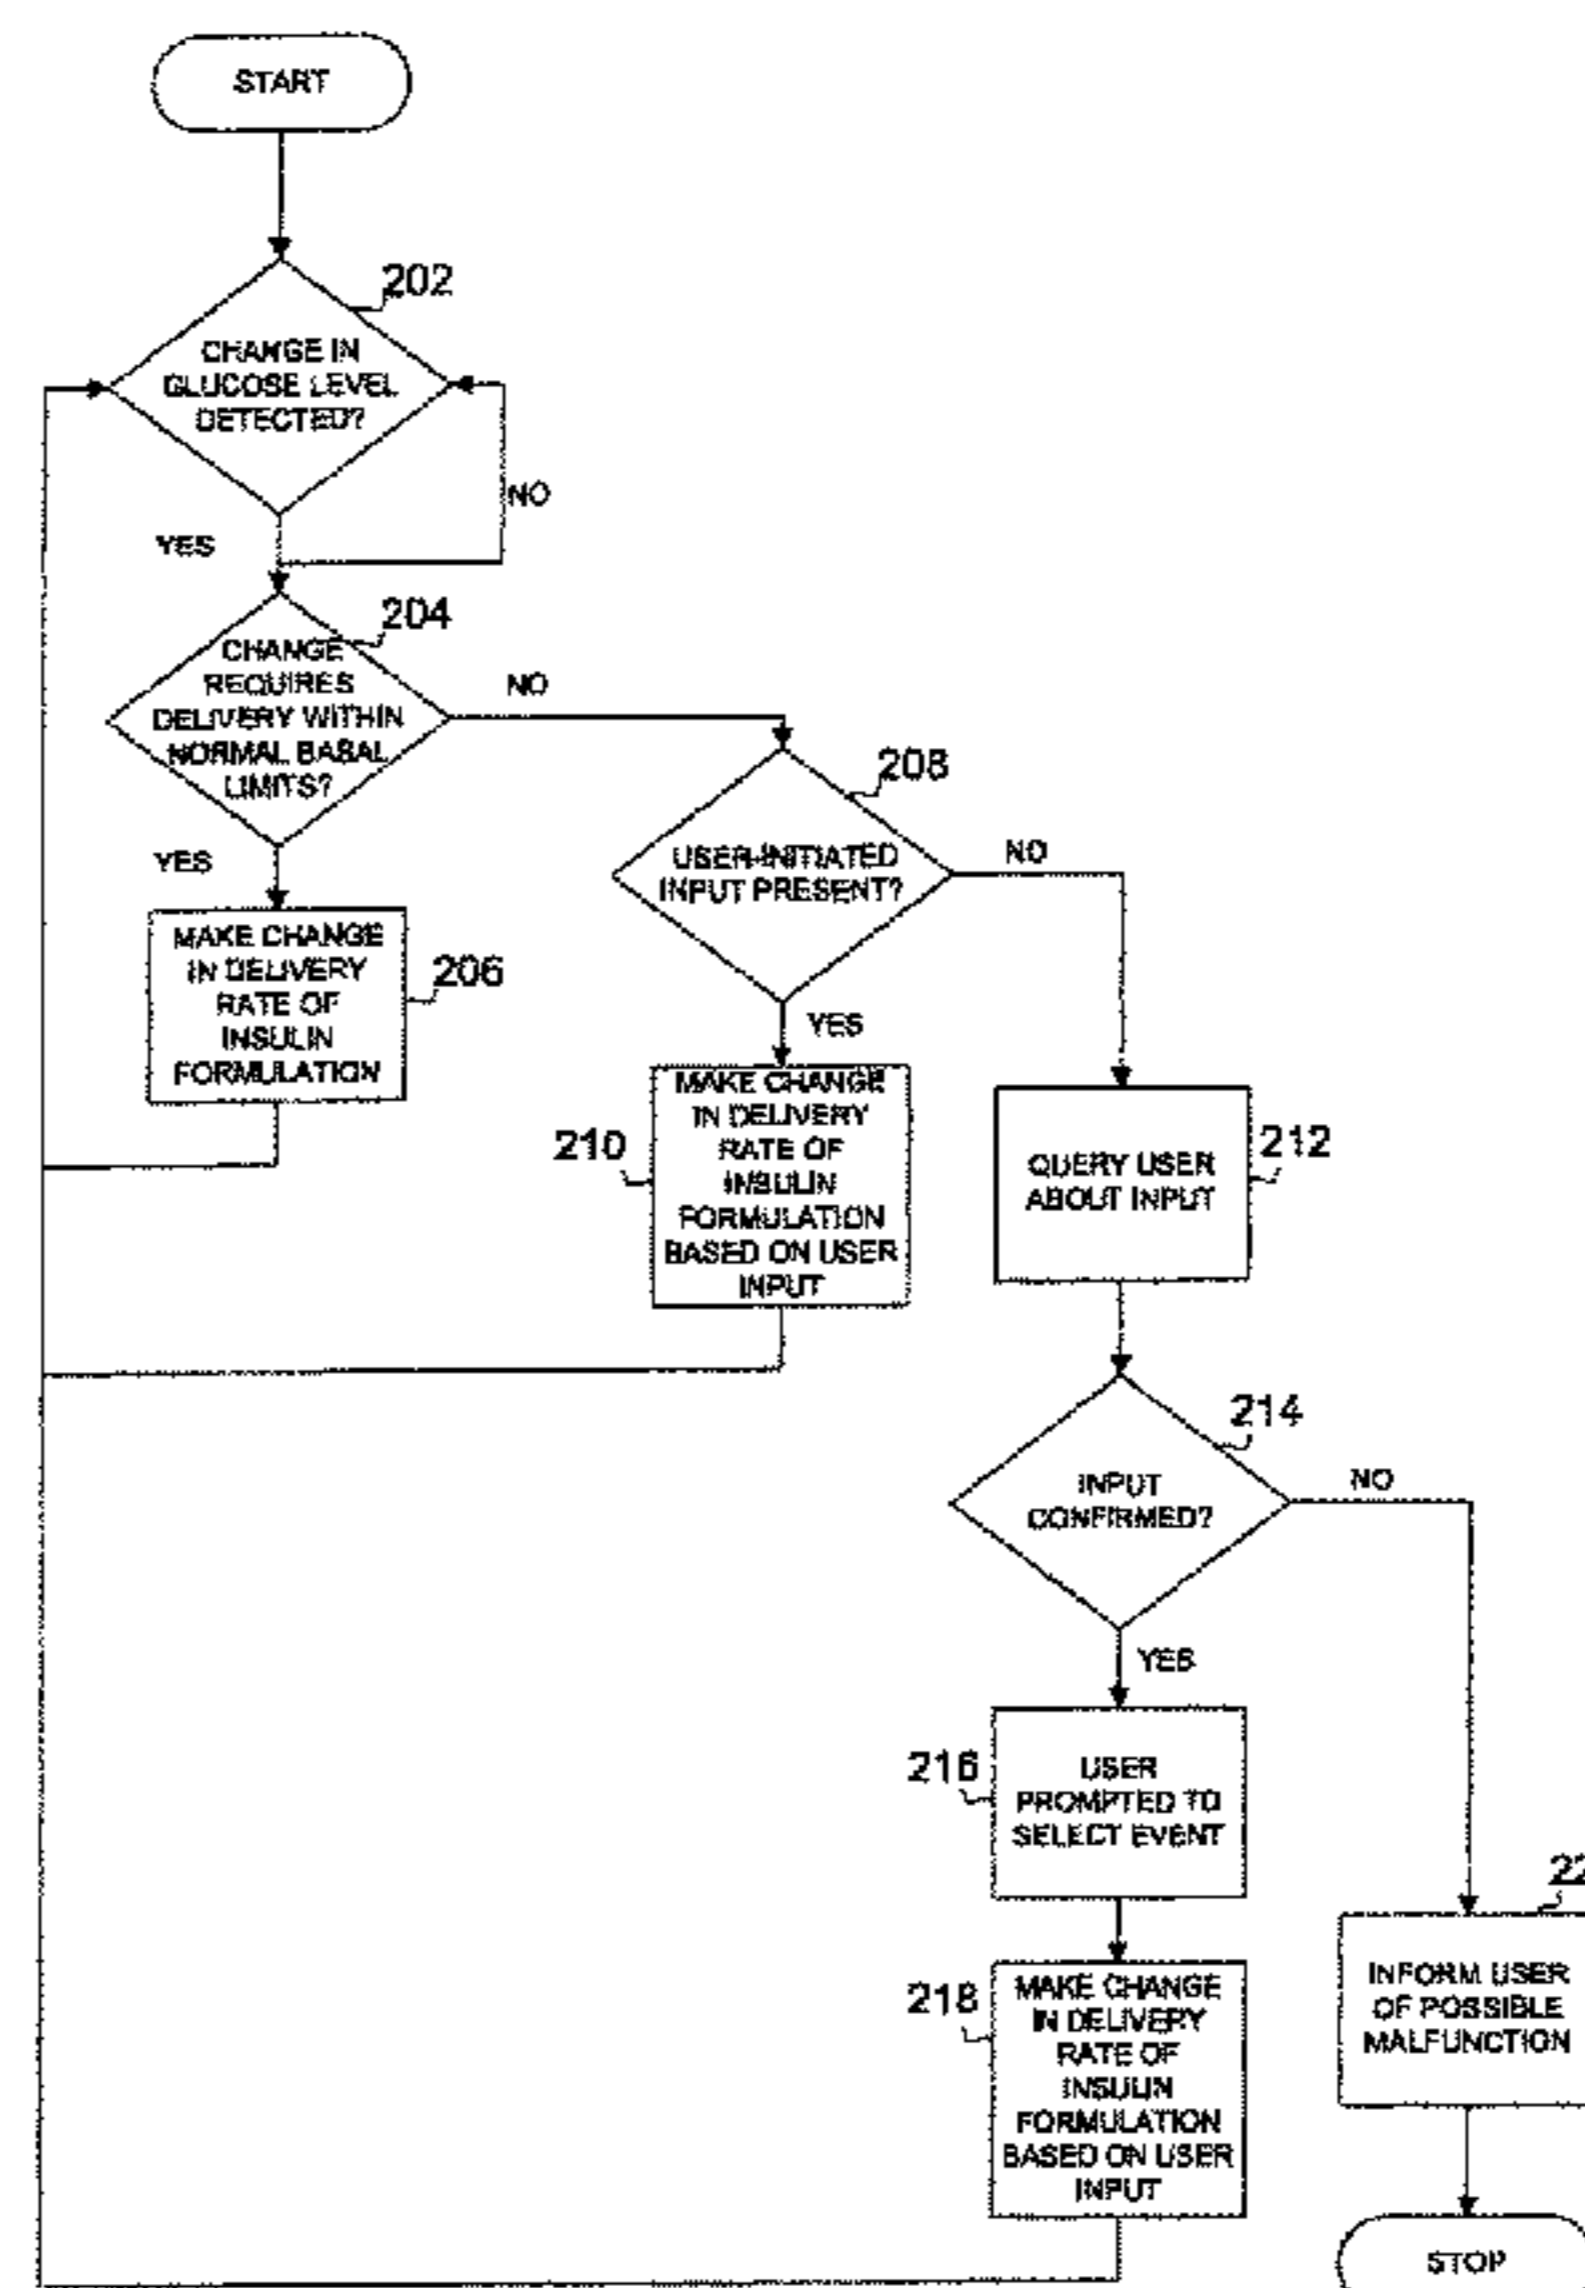 START
202
CHANGE IN
GLUCOSE LEVEL
DETECTED?
NO
YES
204
CHANGE
REQUIRES
DELIVERY WITHIN
NORMAL BASAL
LIMITS?
NO
YES
208
USER-INITIATED
INPUT PRESENT?
NO
YES
MAKE CHANGE
IN DELIVERY
RATE OF
INSULIN
FORMULATION
206
210
MAKE CHANGE
IN DELIVERY
RATE OF
INSULIN
FORMULATION
BASED ON USER
INPUT
212
QUERY USER
ABOUT INPUT
214
INPUT
CONFIRMED?
NO
YES
216
USER
PROMPTED TO
SELECT EVENT
218
MAKE CHANGE
IN DELIVERY
RATE OF
INSULIN
FORMULATION
BASED ON USER
INPUT
INFORM USER
OF POSSIBLE
MALFUNCTION
STOP